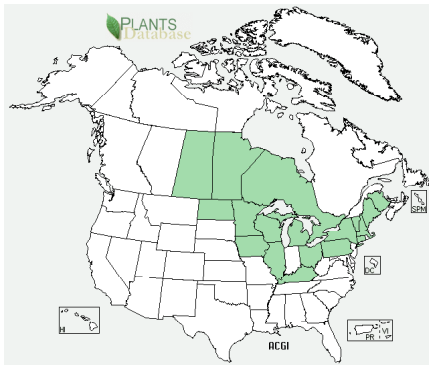 PLANTS
Database
SPM
DC
HI
PR
VI
ACGI